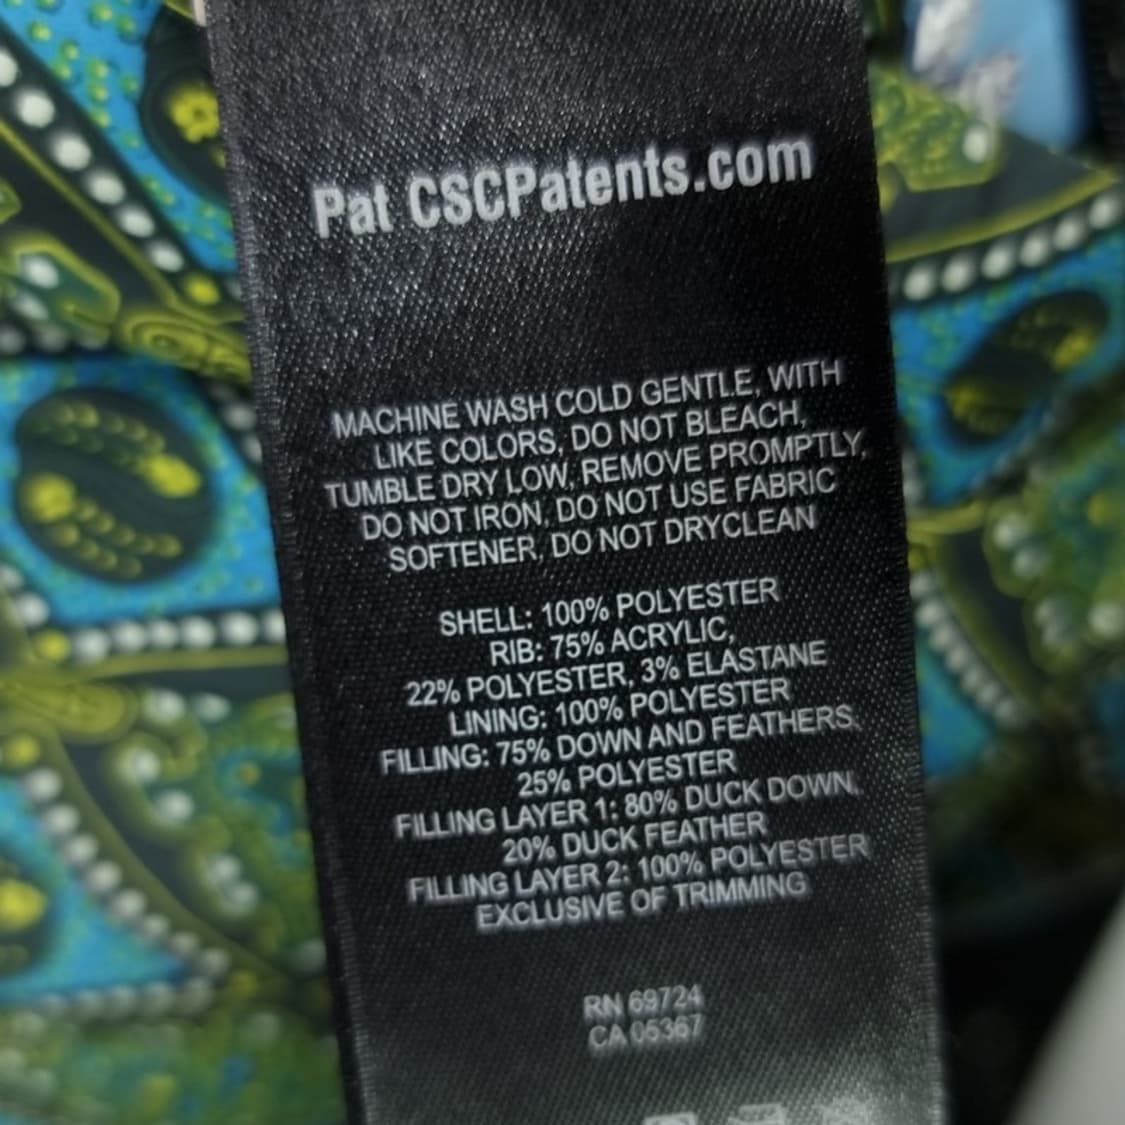 Pat CSCPatents.com
MACHINE WASH COLD GENTLE, WITH
LIKE COLORS, DO NOT BLEACH,
TUMBLE DRY LOW, REMOVE PROMPTLY,
DO NOT IRON, DO NOT USE FABRIC
SOFTENER, DO NOT DRYCLEAN
SHELL: 100% POLYESTER
RIB: 75% ACRYLIC,
22% POLYESTER, 3% ELASTANE
LINING: 100% POLYESTER
FILLING: 75% DOWN AND FEATHERS,
25% POLYESTER
FILLING LAYER 1: 80% DUCK DOWN,
20% DUCK FEATHER
FILLING LAYER 2: 100% POLYESTER
EXCLUSIVE OF TRIMMING
RN 69724
CA 05367